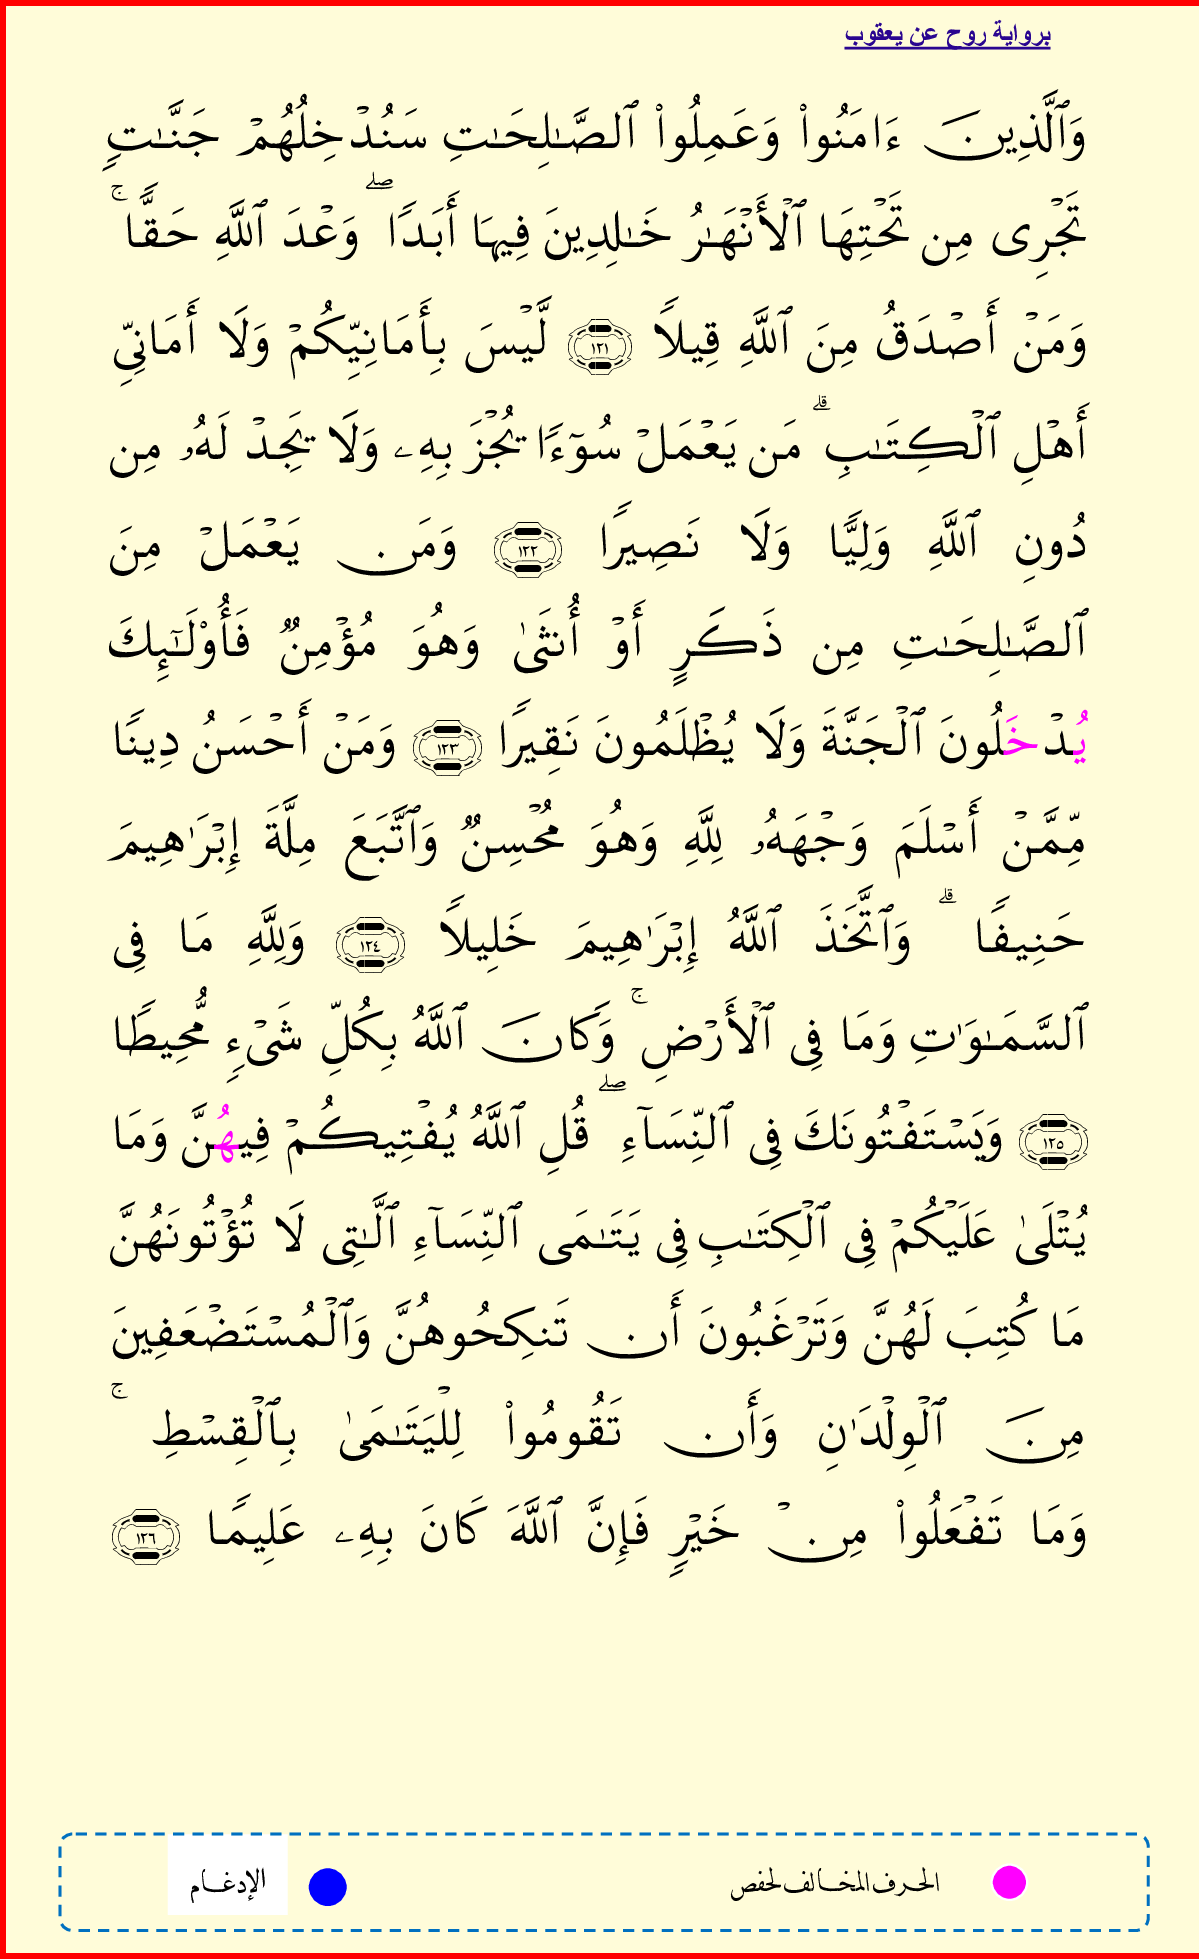 برواية روح عن يعقوب
وَٱلَّذِينَ ءَامَنُوا۟ وَعَمِلُوا۟ ٱلصَّـٰلِحَـٰتِ سَنُدْخِلُهُمْ جَنَّـٰتٍ
تَجْرِى مِن تَحْتِهَا ٱلْأَنْهَـٰرُ خَـٰلِدِينَ فِيهَا أَبَدًا ۖ وَعْدَ ٱللَّهِ حَقًّا ۚ
وَمَنْ أَصْدَقُ مِنَ ٱللَّهِ قِيلًا ١٢١ لَّيْسَ بِأَمَانِيِّكُمْ وَلَا أَمَانِىِّ
أَهْلِ ٱلْكِتَـٰبِ ۗ مَن يَعْمَلْ سُوٓءًا يُجْزَ بِهِۦ وَلَا يَجِدْ لَهُۥ مِن
دُونِ ٱللَّهِ وَلِيًّا وَلَا نَصِيرًا ١٢٢ وَمَن يَعْمَلْ مِنَ
ٱلصَّـٰلِحَـٰتِ مِن ذَكَرٍ أَوْ أُنثَىٰ وَهُوَ مُؤْمِنٌ فَأُو۟لَـٰٓئِكَ
يُدْخَلُونَ ٱلْجَنَّةَ وَلَا يُظْلَمُونَ نَقِيرًا ١٢٣ وَمَنْ أَحْسَنُ دِينًا
مِّمَّنْ أَسْلَمَ وَجْهَهُۥ لِلَّهِ وَهُوَ مُحْسِنٌ وَٱتَّبَعَ مِلَّةَ إِبْرَٰهِيمَ
حَنِيفًا ۗ وَٱتَّخَذَ ٱللَّهُ إِبْرَٰهِيمَ خَلِيلًا ١٢٤ وَلِلَّهِ مَا فِى
ٱلسَّمَـٰوَٰتِ وَمَا فِى ٱلْأَرْضِ ۚ وَكَانَ ٱللَّهُ بِكُلِّ شَىْءٍ مُّحِيطًا
١٢٥ وَيَسْتَفْتُونَكَ فِى ٱلنِّسَآءِ ۖ قُلِ ٱللَّهُ يُفْتِيكُمْ فِيهُنَّ وَمَا
يُتْلَىٰ عَلَيْكُمْ فِى ٱلْكِتَـٰبِ فِى يَتَـٰمَى ٱلنِّسَآءِ ٱلَّـٰتِى لَا تُؤْتُونَهُنَّ
مَا كُتِبَ لَهُنَّ وَتَرْغَبُونَ أَن تَنكِحُوهُنَّ وَٱلْمُسْتَضْعَفِينَ
مِنَ ٱلْوِلْدَٰنِ وَأَن تَقُومُوا۟ لِلْيَتَـٰمَىٰ بِٱلْقِسْطِ ۚ
وَمَا تَفْعَلُوا۟ مِنْ خَيْرٍ فَإِنَّ ٱللَّهَ كَانَ بِهِۦ عَلِيمًا ١٢٦
الحرف المخالف لحفص
الإدغام